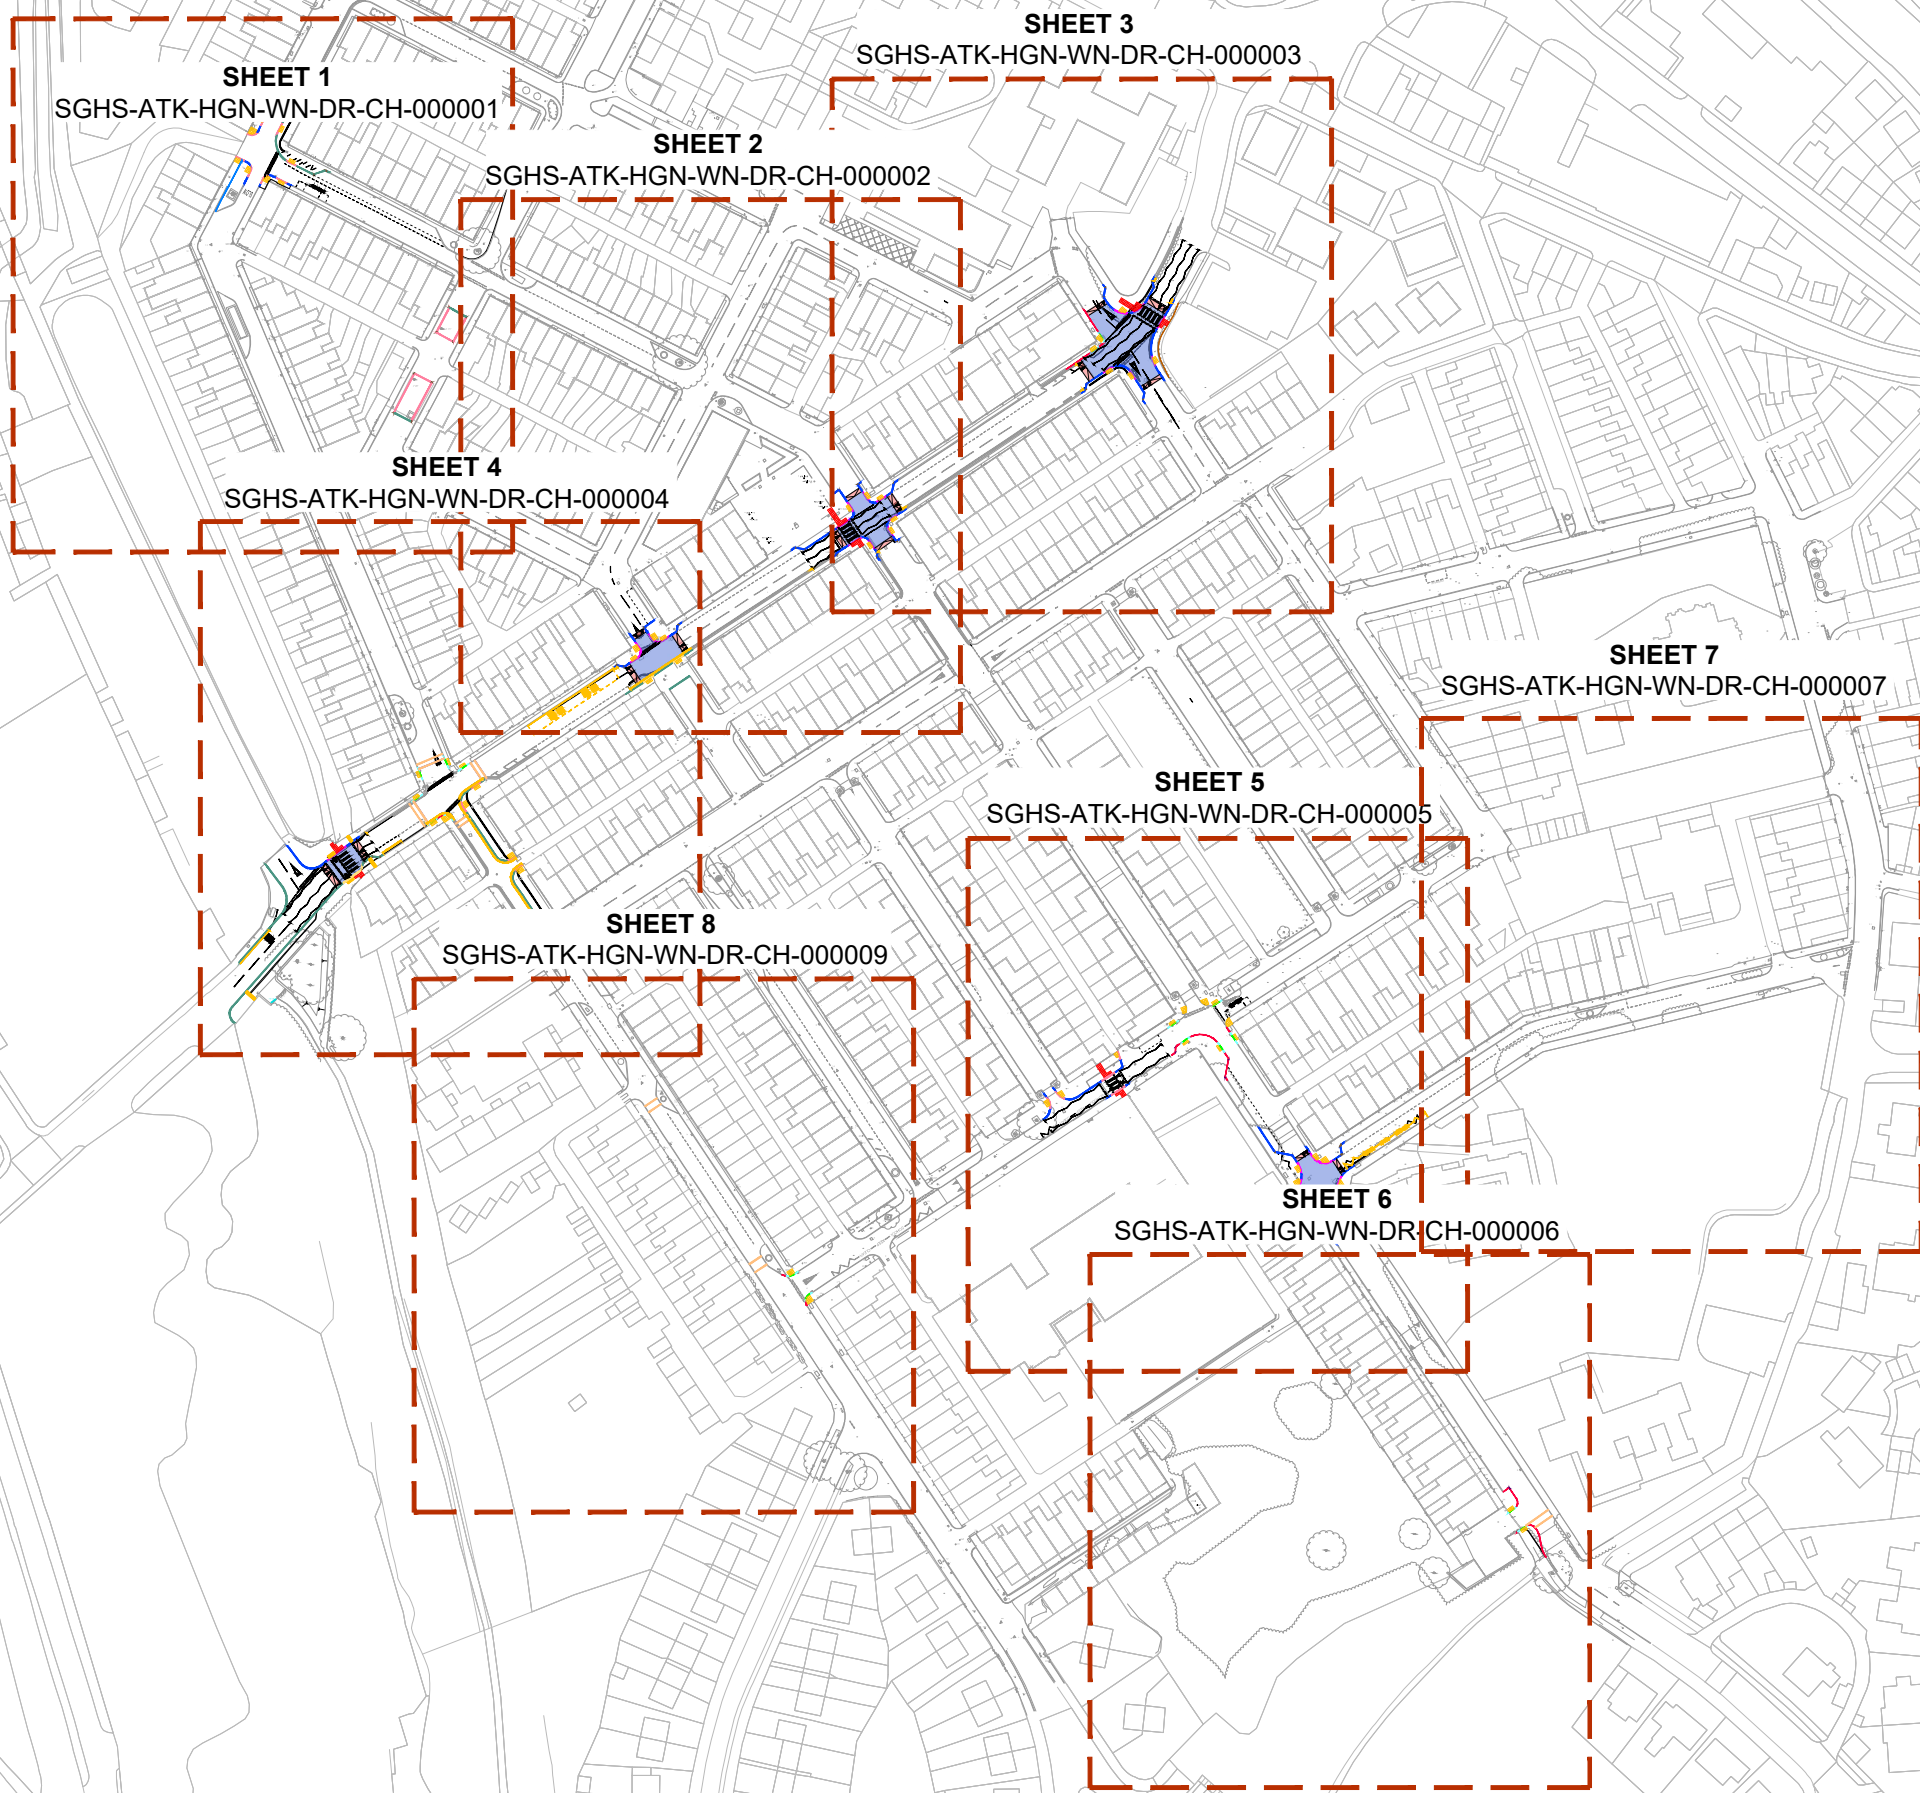 SHEET 3
SGHS-ATK-HGN-WN-DR-CH-000003
SHEET 1
SGHS-ATK-HGN-WN-DR-CH-000001
SHEET 2
SGHS-ATK-HGN-WN-DR-CH-000002
SHEET 4
SGHS-ATK-HGN-WN-DR-CH-000004
SHEET 7
SGHS-ATK-HGN-WN-DR-CH-000007
SHEET 5
SGHS-ATK-HGN-WN-DR-CH-000005
SHEET 8
SGHS-ATK-HGN-WN-DR-CH-000009
SHEET 6
SGHS-ATK-HGN-WN-DR-CH-000006